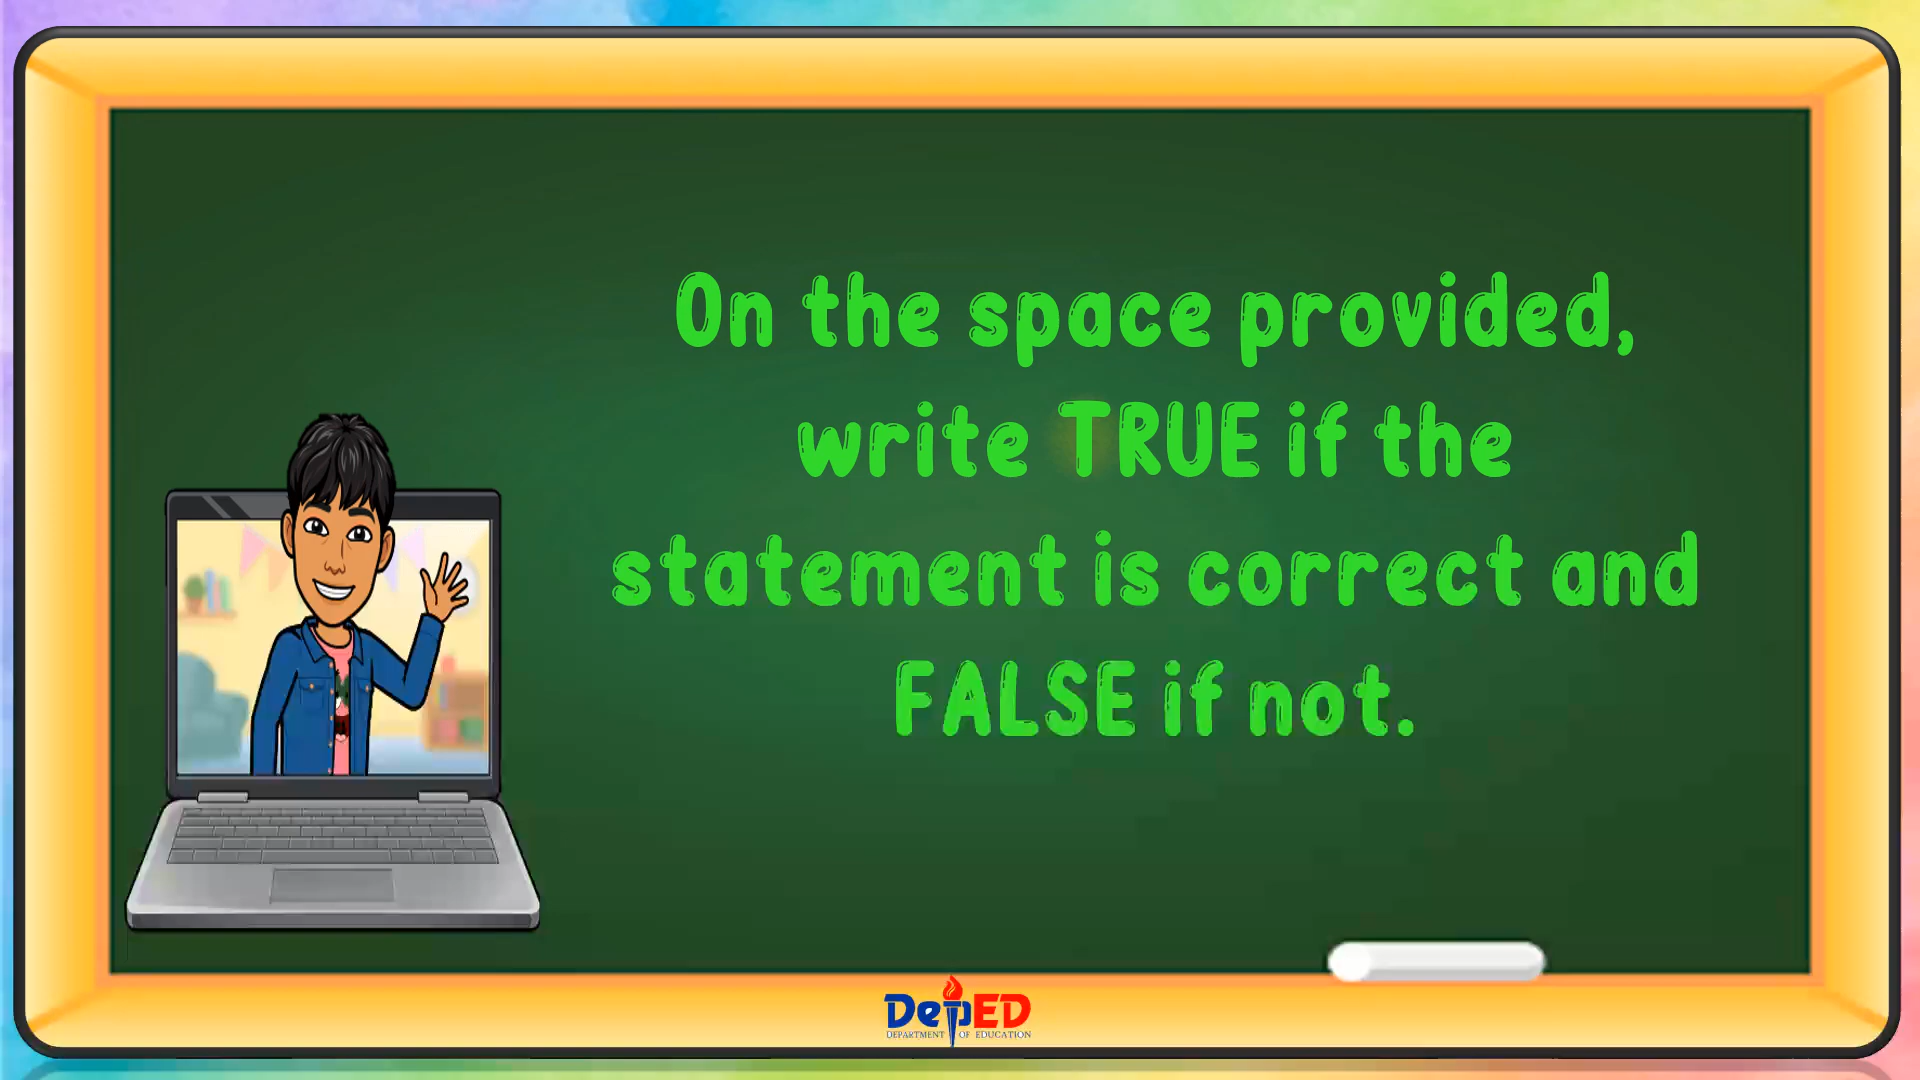 On the space provided,
write TRUE if the
statement is correct and
FALSE if not.
DepED
DEPARTMENT OF EDUCATION